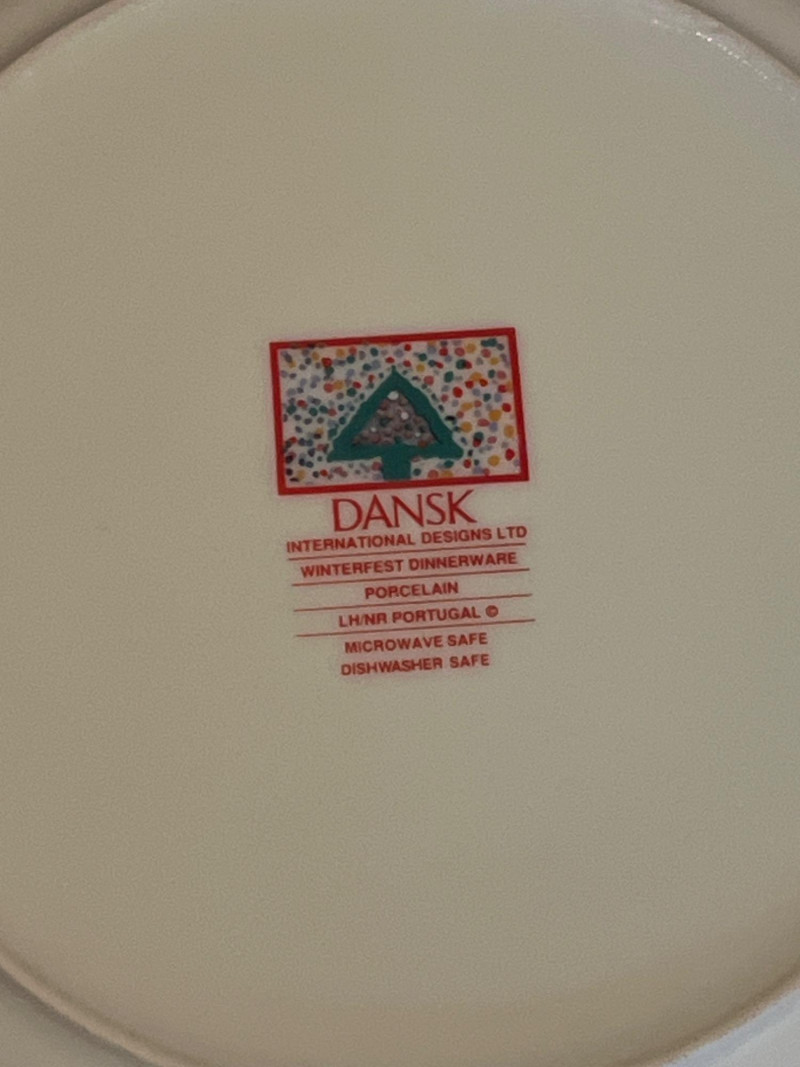 DANSK
INTERNATIONAL DESIGNS LTD
WINTERFEST DINNERWARE
PORCELAIN
LH/NR PORTUGAL ©
MICROWAVE SAFE
DISHWASHER SAFE